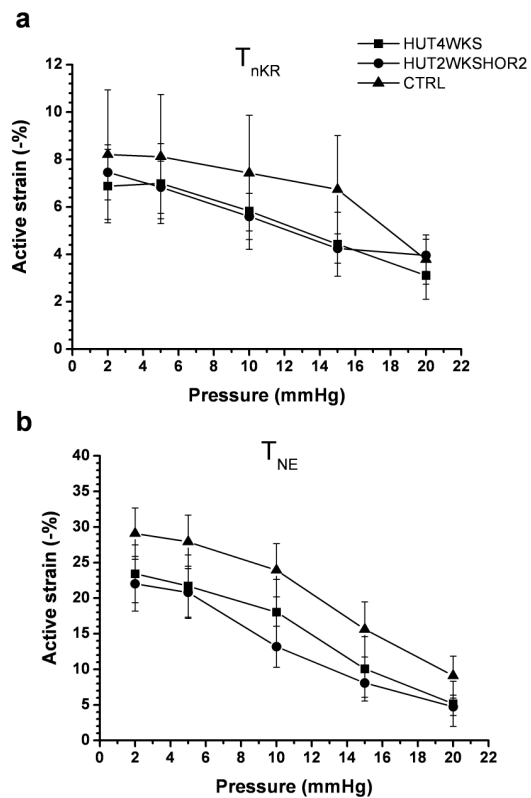 a
T_nKR
HUT4WKS
HUT2WKSHOR2
CTRL
12
10
8
6
4
2
0
Active strain (-%)
0 2 4 6 8 10 12 14 16 18 20 22
Pressure (mmHg)
b
T_NE
40
35
30
25
20
15
10
5
0
Active strain (-%)
0 2 4 6 8 10 12 14 16 18 20 22
Pressure (mmHg)